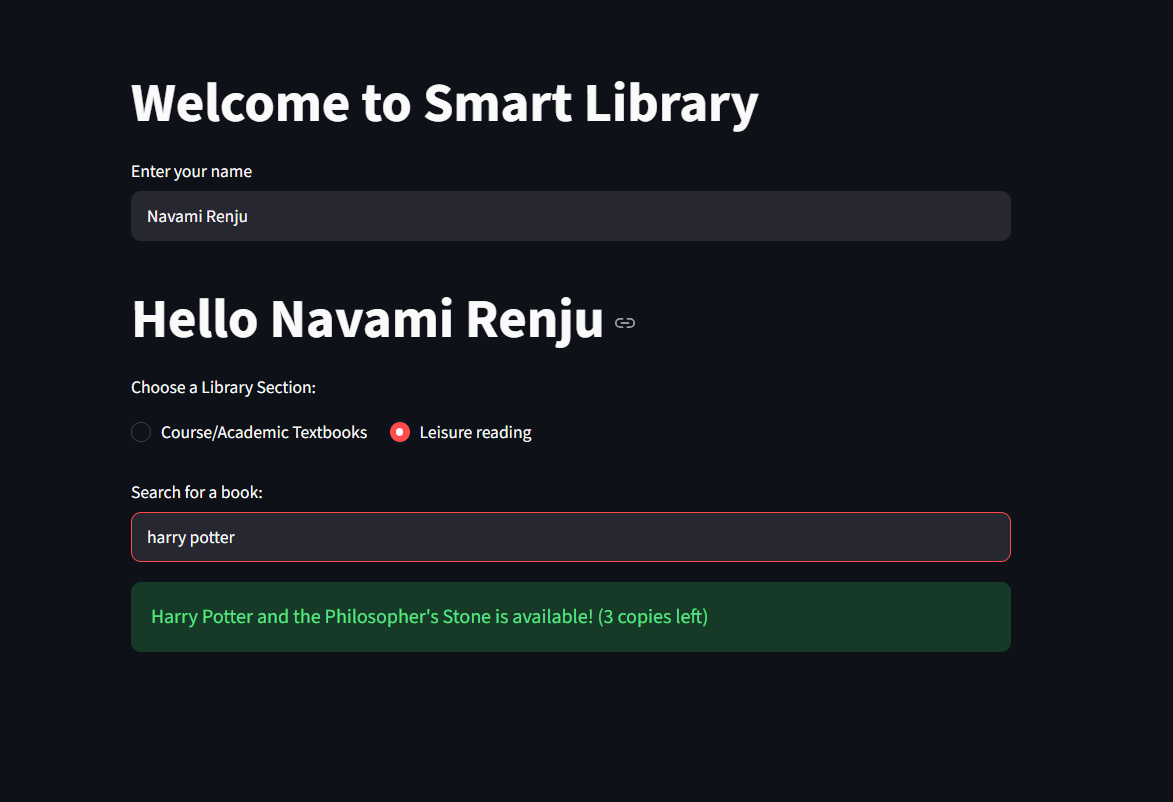 Welcome to Smart Library
Enter your name
Navami Renju
Hello Navami Renju
Choose a Library Section:
Course/Academic Textbooks Leisure reading
Search for a book:
harry potter
Harry Potter and the Philosopher's Stone is available! (3 copies left)